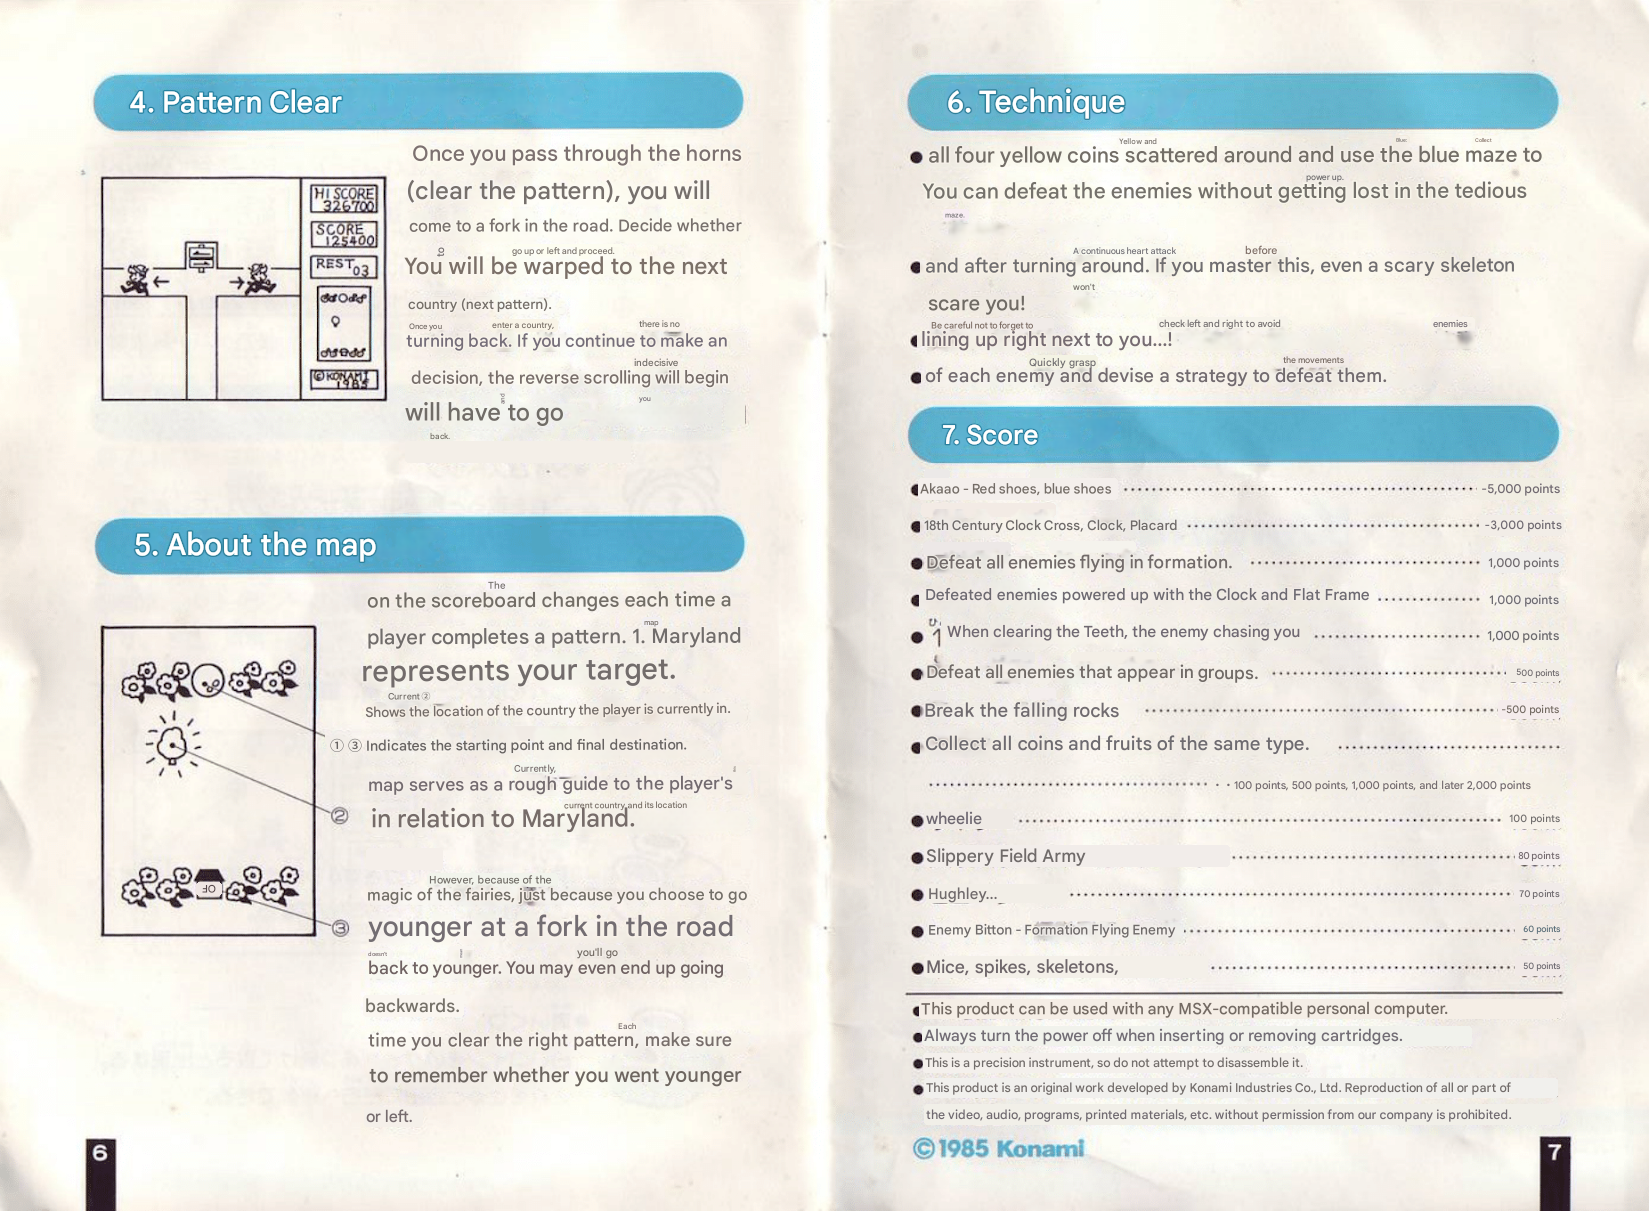 4. Pattern Clear
HI SCORE
326700
SCORE
125400
REST 03
©KONAMI
1985
Once you pass through the horns
(clear the pattern), you will
come to a fork in the road. Decide whether
go up or left and proceed.
You will be warped to the next
country (next pattern).
Once you enter a country, there is no
turning back. If you continue to make an
indecisive
decision, the reverse scrolling will begin
and you
will have to go
back.
5. About the map
The
on the scoreboard changes each time a
map
player completes a pattern. 1. Maryland
represents your target.
Current ②
Shows the location of the country the player is currently in.
① ③ Indicates the starting point and final destination.
Currently,
map serves as a rough guide to the player's
current country and its location
in relation to Maryland.
②
However, because of the
magic of the fairies, just because you choose to go
younger at a fork in the road
③
doesn't you'll go
back to younger. You may even end up going
backwards.
Each
time you clear the right pattern, make sure
to remember whether you went younger
or left.
6
6. Technique
Yellow and Blue: Collect
● all four yellow coins scattered around and use the blue maze to
power up.
You can defeat the enemies without getting lost in the tedious
maze.
A continuous heart attack before
● and after turning around. If you master this, even a scary skeleton
won't
scare you!
Be careful not to forget to check left and right to avoid enemies
● lining up right next to you...!
Quickly grasp the movements
● of each enemy and devise a strategy to defeat them.
7. Score
● Akaao - Red shoes, blue shoes -5,000 points
● 18th Century Clock Cross, Clock, Placard -3,000 points
● Defeat all enemies flying in formation. 1,000 points
● Defeated enemies powered up with the Clock and Flat Frame 1,000 points
● 1 When clearing the Teeth, the enemy chasing you 1,000 points
● Defeat all enemies that appear in groups. 500 points
● Break the falling rocks -500 points
● Collect all coins and fruits of the same type.
100 points, 500 points, 1,000 points, and later 2,000 points
● wheelie 100 points
● Slippery Field Army 80 points
● Hughley... 70 points
● Enemy Bitton - Formation Flying Enemy 60 points
● Mice, spikes, skeletons, 50 points
● This product can be used with any MSX-compatible personal computer.
● Always turn the power off when inserting or removing cartridges.
● This is a precision instrument, so do not attempt to disassemble it.
● This product is an original work developed by Konami Industries Co., Ltd. Reproduction of all or part of
the video, audio, programs, printed materials, etc. without permission from our company is prohibited.
©1985 Konami
7